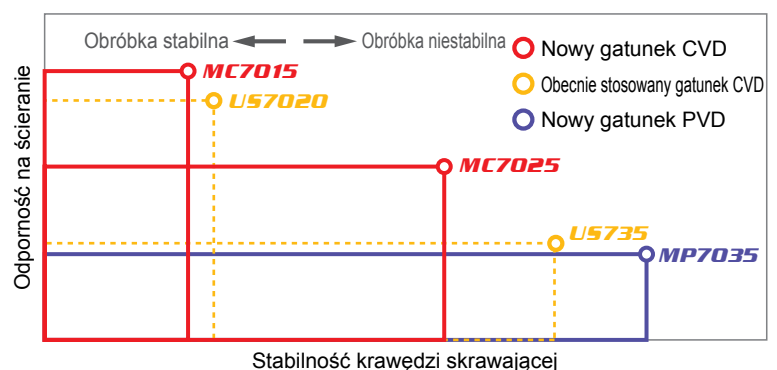 Obróbka stabilna
Obróbka niestabilna
Nowy gatunek CVD
Obecnie stosowany gatunek CVD
Nowy gatunek PVD
MC7015
US7020
MC7025
US735
MP7035
Odporność na ścieranie
Stabilność krawędzi skrawającej